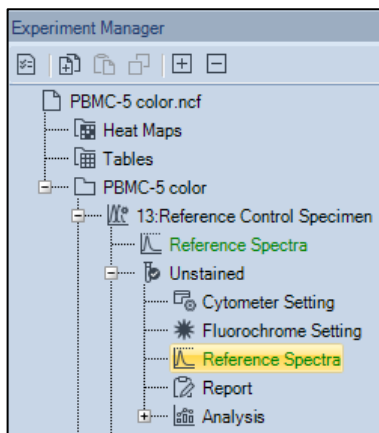 Experiment Manager
PBMC-5 color.ncf
Heat Maps
Tables
PBMC-5 color
13:Reference Control Specimen
Reference Spectra
Unstained
Cytometer Setting
Fluorochrome Setting
Reference Spectra
Report
Analysis